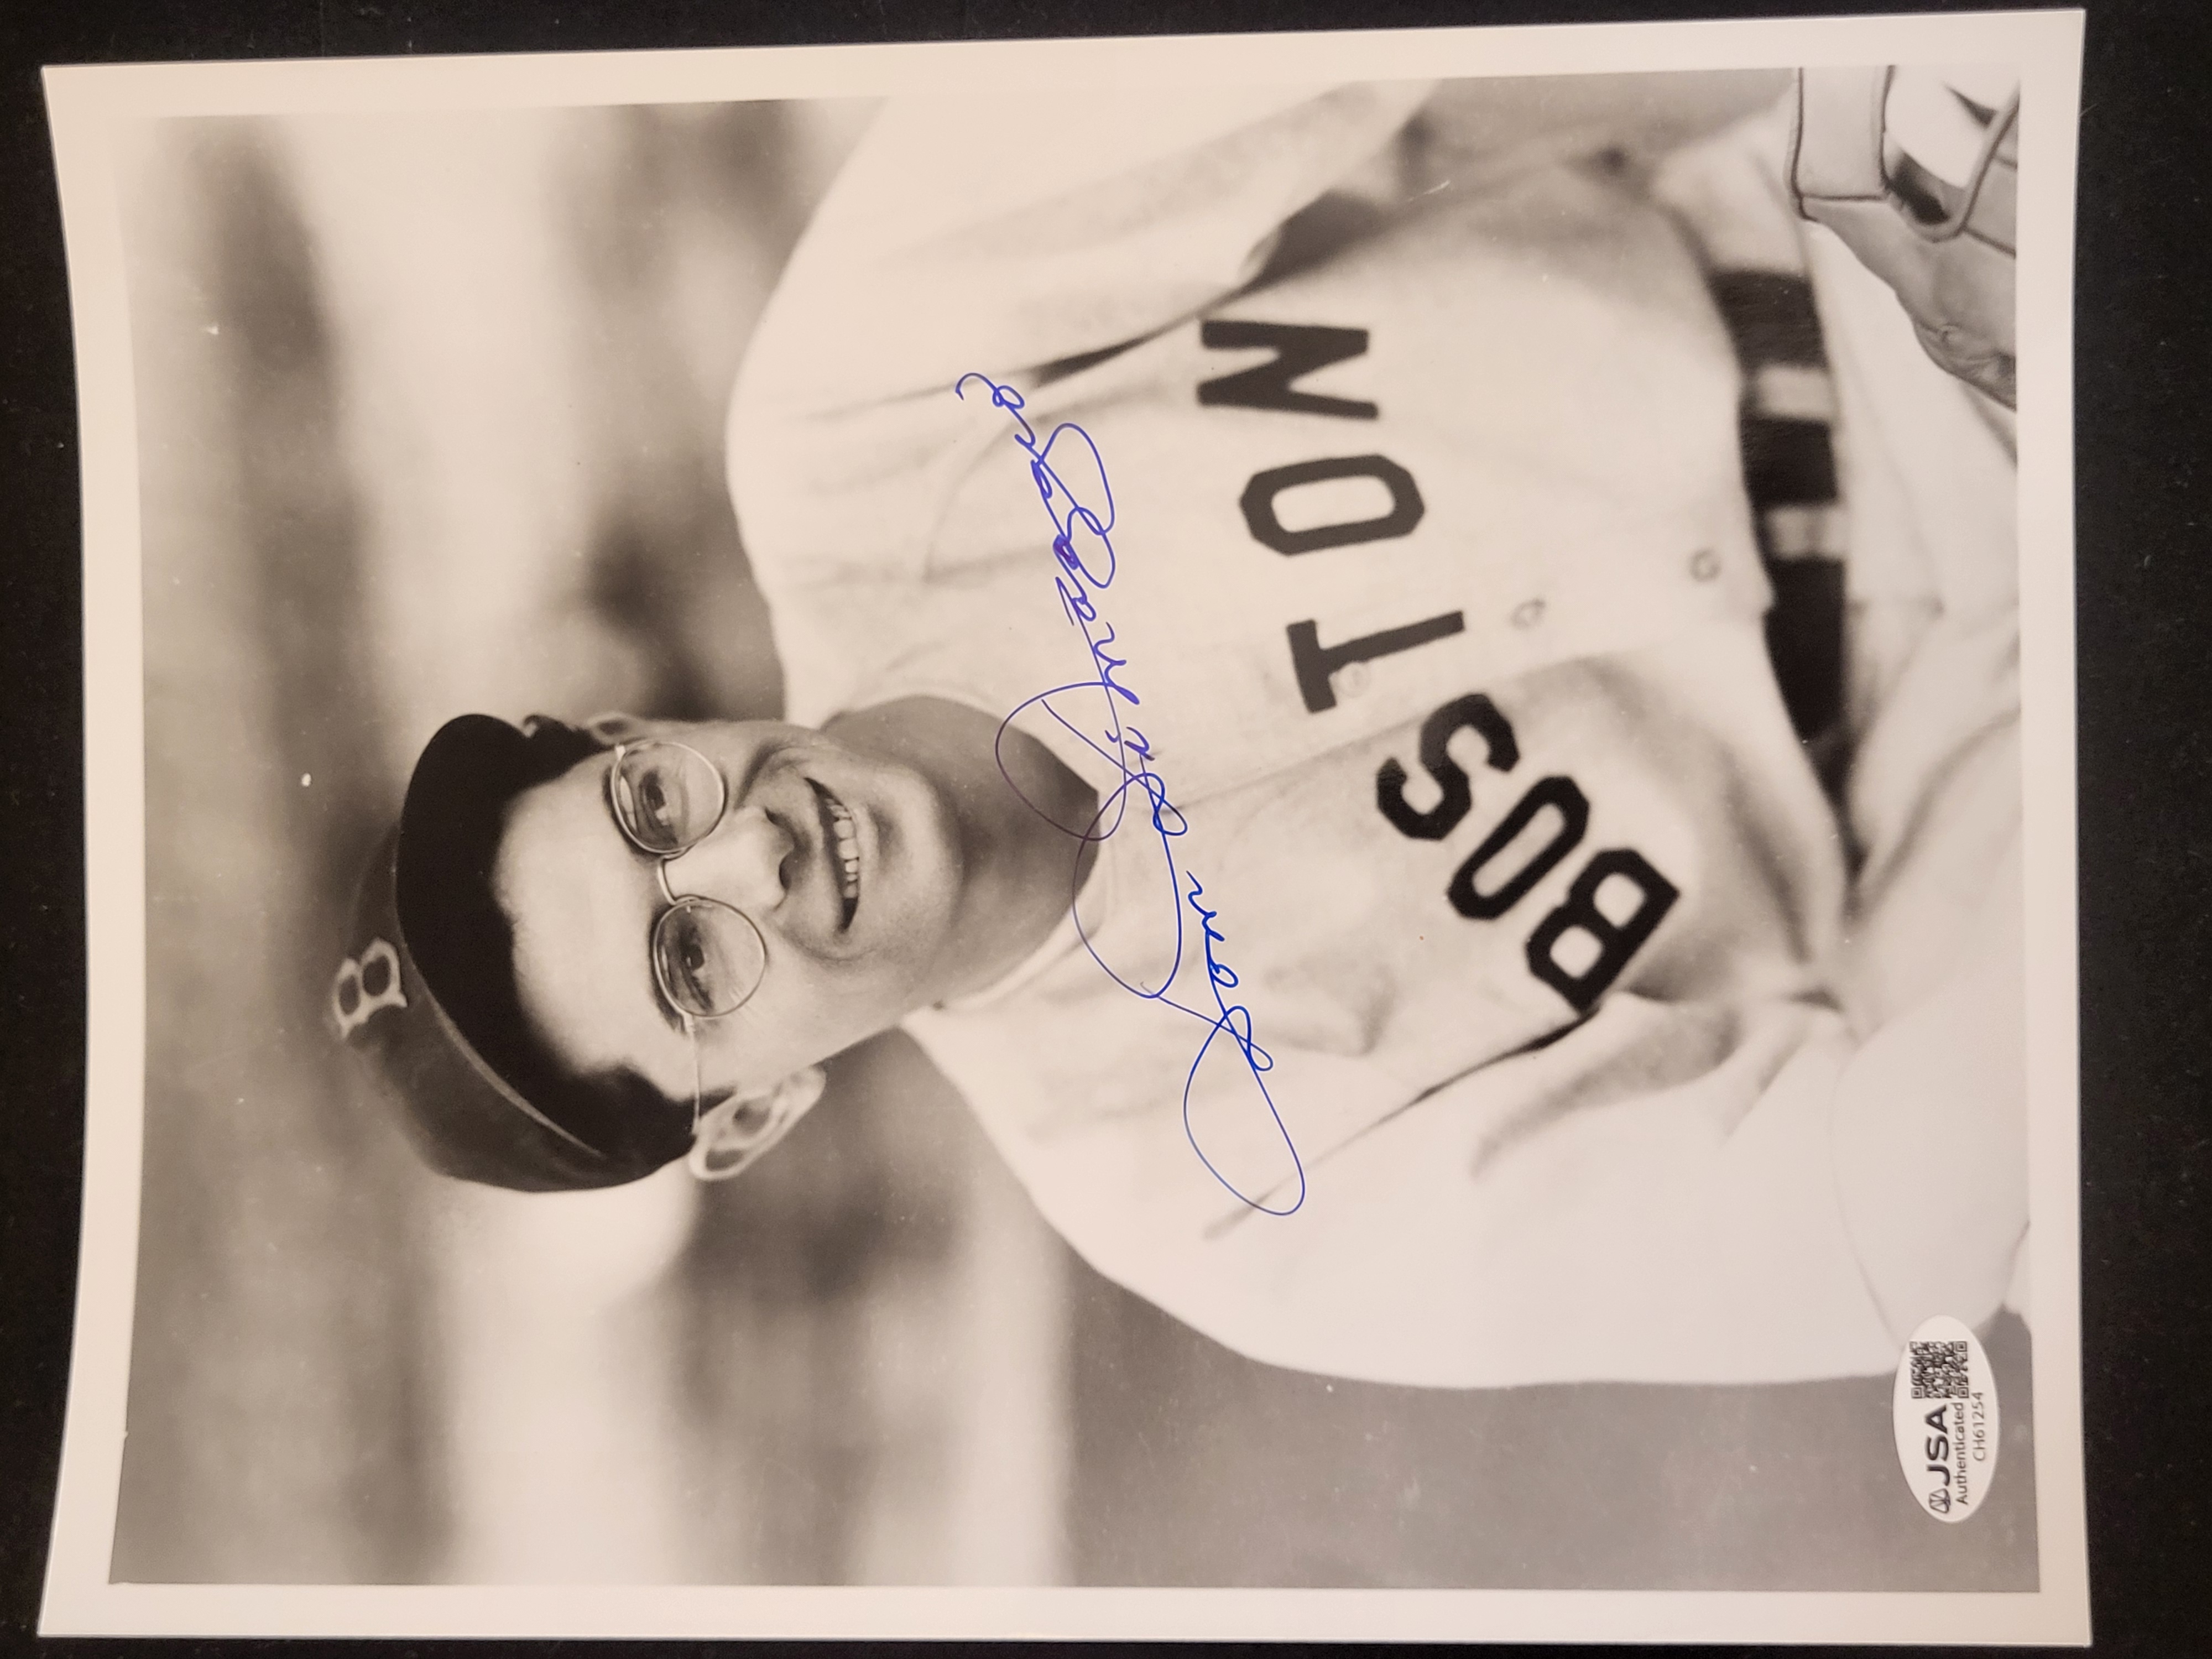 B
Dom DiMaggio
BOSTON
JSA
Authenticated
CH61254